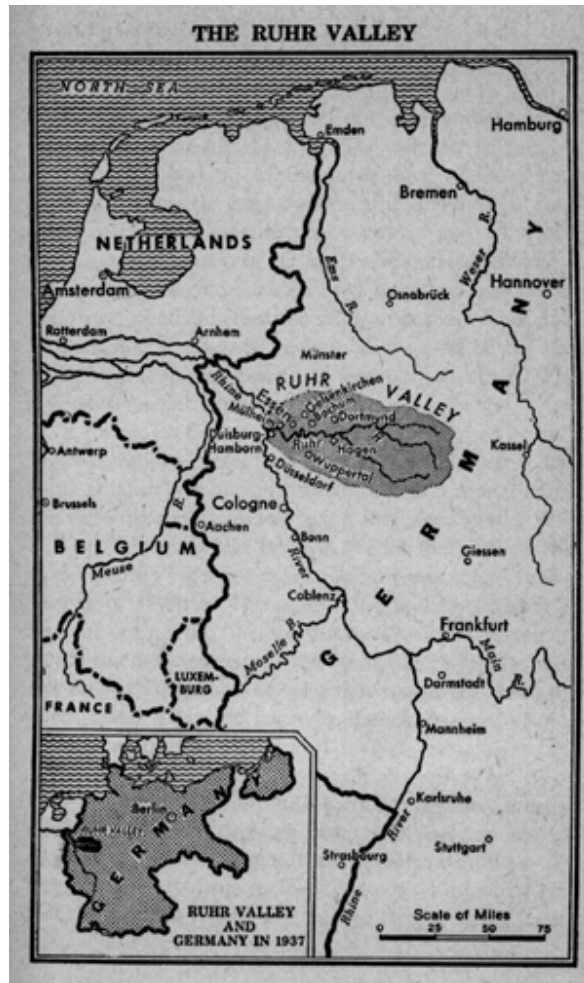 THE RUHR VALLEY
NORTH SEA
Emden
Hamburg
Bremen
NETHERLANDS
Weser R.
Amsterdam
Ems R.
Osnabrück
Hannover
Rotterdam
Arnhem
Münster
RUHR VALLEY
Rhine
Essen
Gelsenkirchen
Bochum
Dortmund
Mülheim
Duisburg-
Hamborn
Ruhr R.
Hagen
Wuppertal
Kassel
Antwerp
Düsseldorf
Brussels
Cologne
Aachen
Bonn
BELGIUM
Meuse R.
River
Giessen
Coblenz
GERMANY
Frankfurt
Moselle R.
Main R.
LUXEM-
BURG
Darmstadt
FRANCE
Mannheim
Karlsruhe
Rhine River
Strasbourg
Stuttgart
Berlin
RUHR VALLEY
GERMANY
RUHR VALLEY
AND
GERMANY IN 1937
Scale of Miles
0 25 50 75